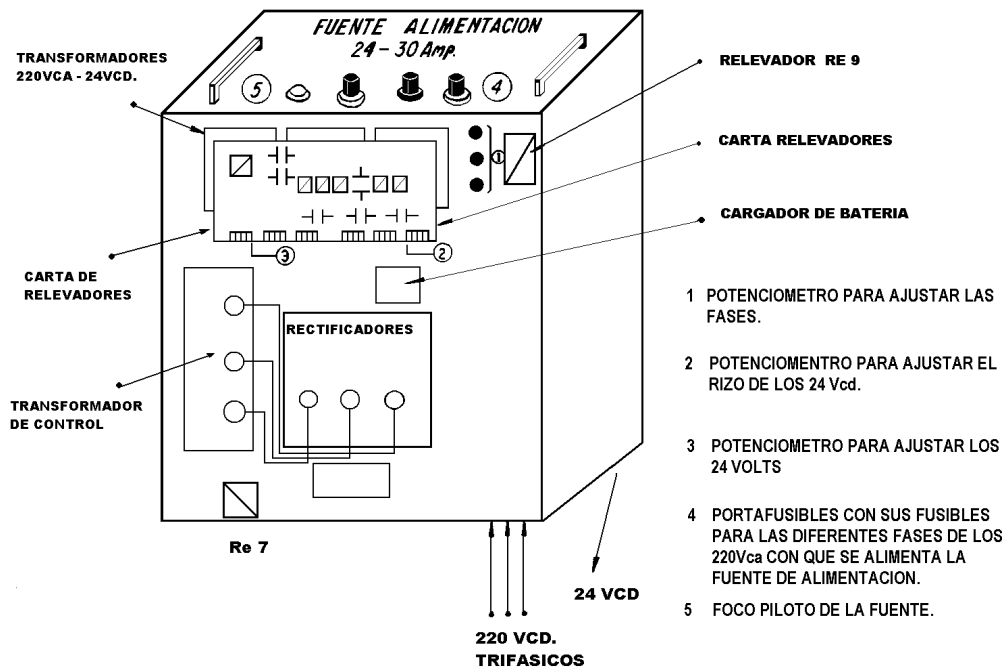 FUENTE ALIMENTACION
24 - 30 Amp.
5
4
TRANSFORMADORES
220VCA - 24VCD.
RELEVADOR RE 9
1
CARTA RELEVADORES
CARGADOR DE BATERIA
3
2
CARTA DE
RELEVADORES
RECTIFICADORES
TRANSFORMADOR
DE CONTROL
Re 7
24 VCD
220 VCD.
TRIFASICOS
1 POTENCIOMETRO PARA AJUSTAR LAS
FASES.
2 POTENCIOMENTRO PARA AJUSTAR EL
RIZO DE LOS 24 Vcd.
3 POTENCIOMETRO PARA AJUSTAR LOS
24 VOLTS
4 PORTAFUSIBLES CON SUS FUSIBLES
PARA LAS DIFERENTES FASES DE LOS
220Vca CON QUE SE ALIMENTA LA
FUENTE DE ALIMENTACION.
5 FOCO PILOTO DE LA FUENTE.